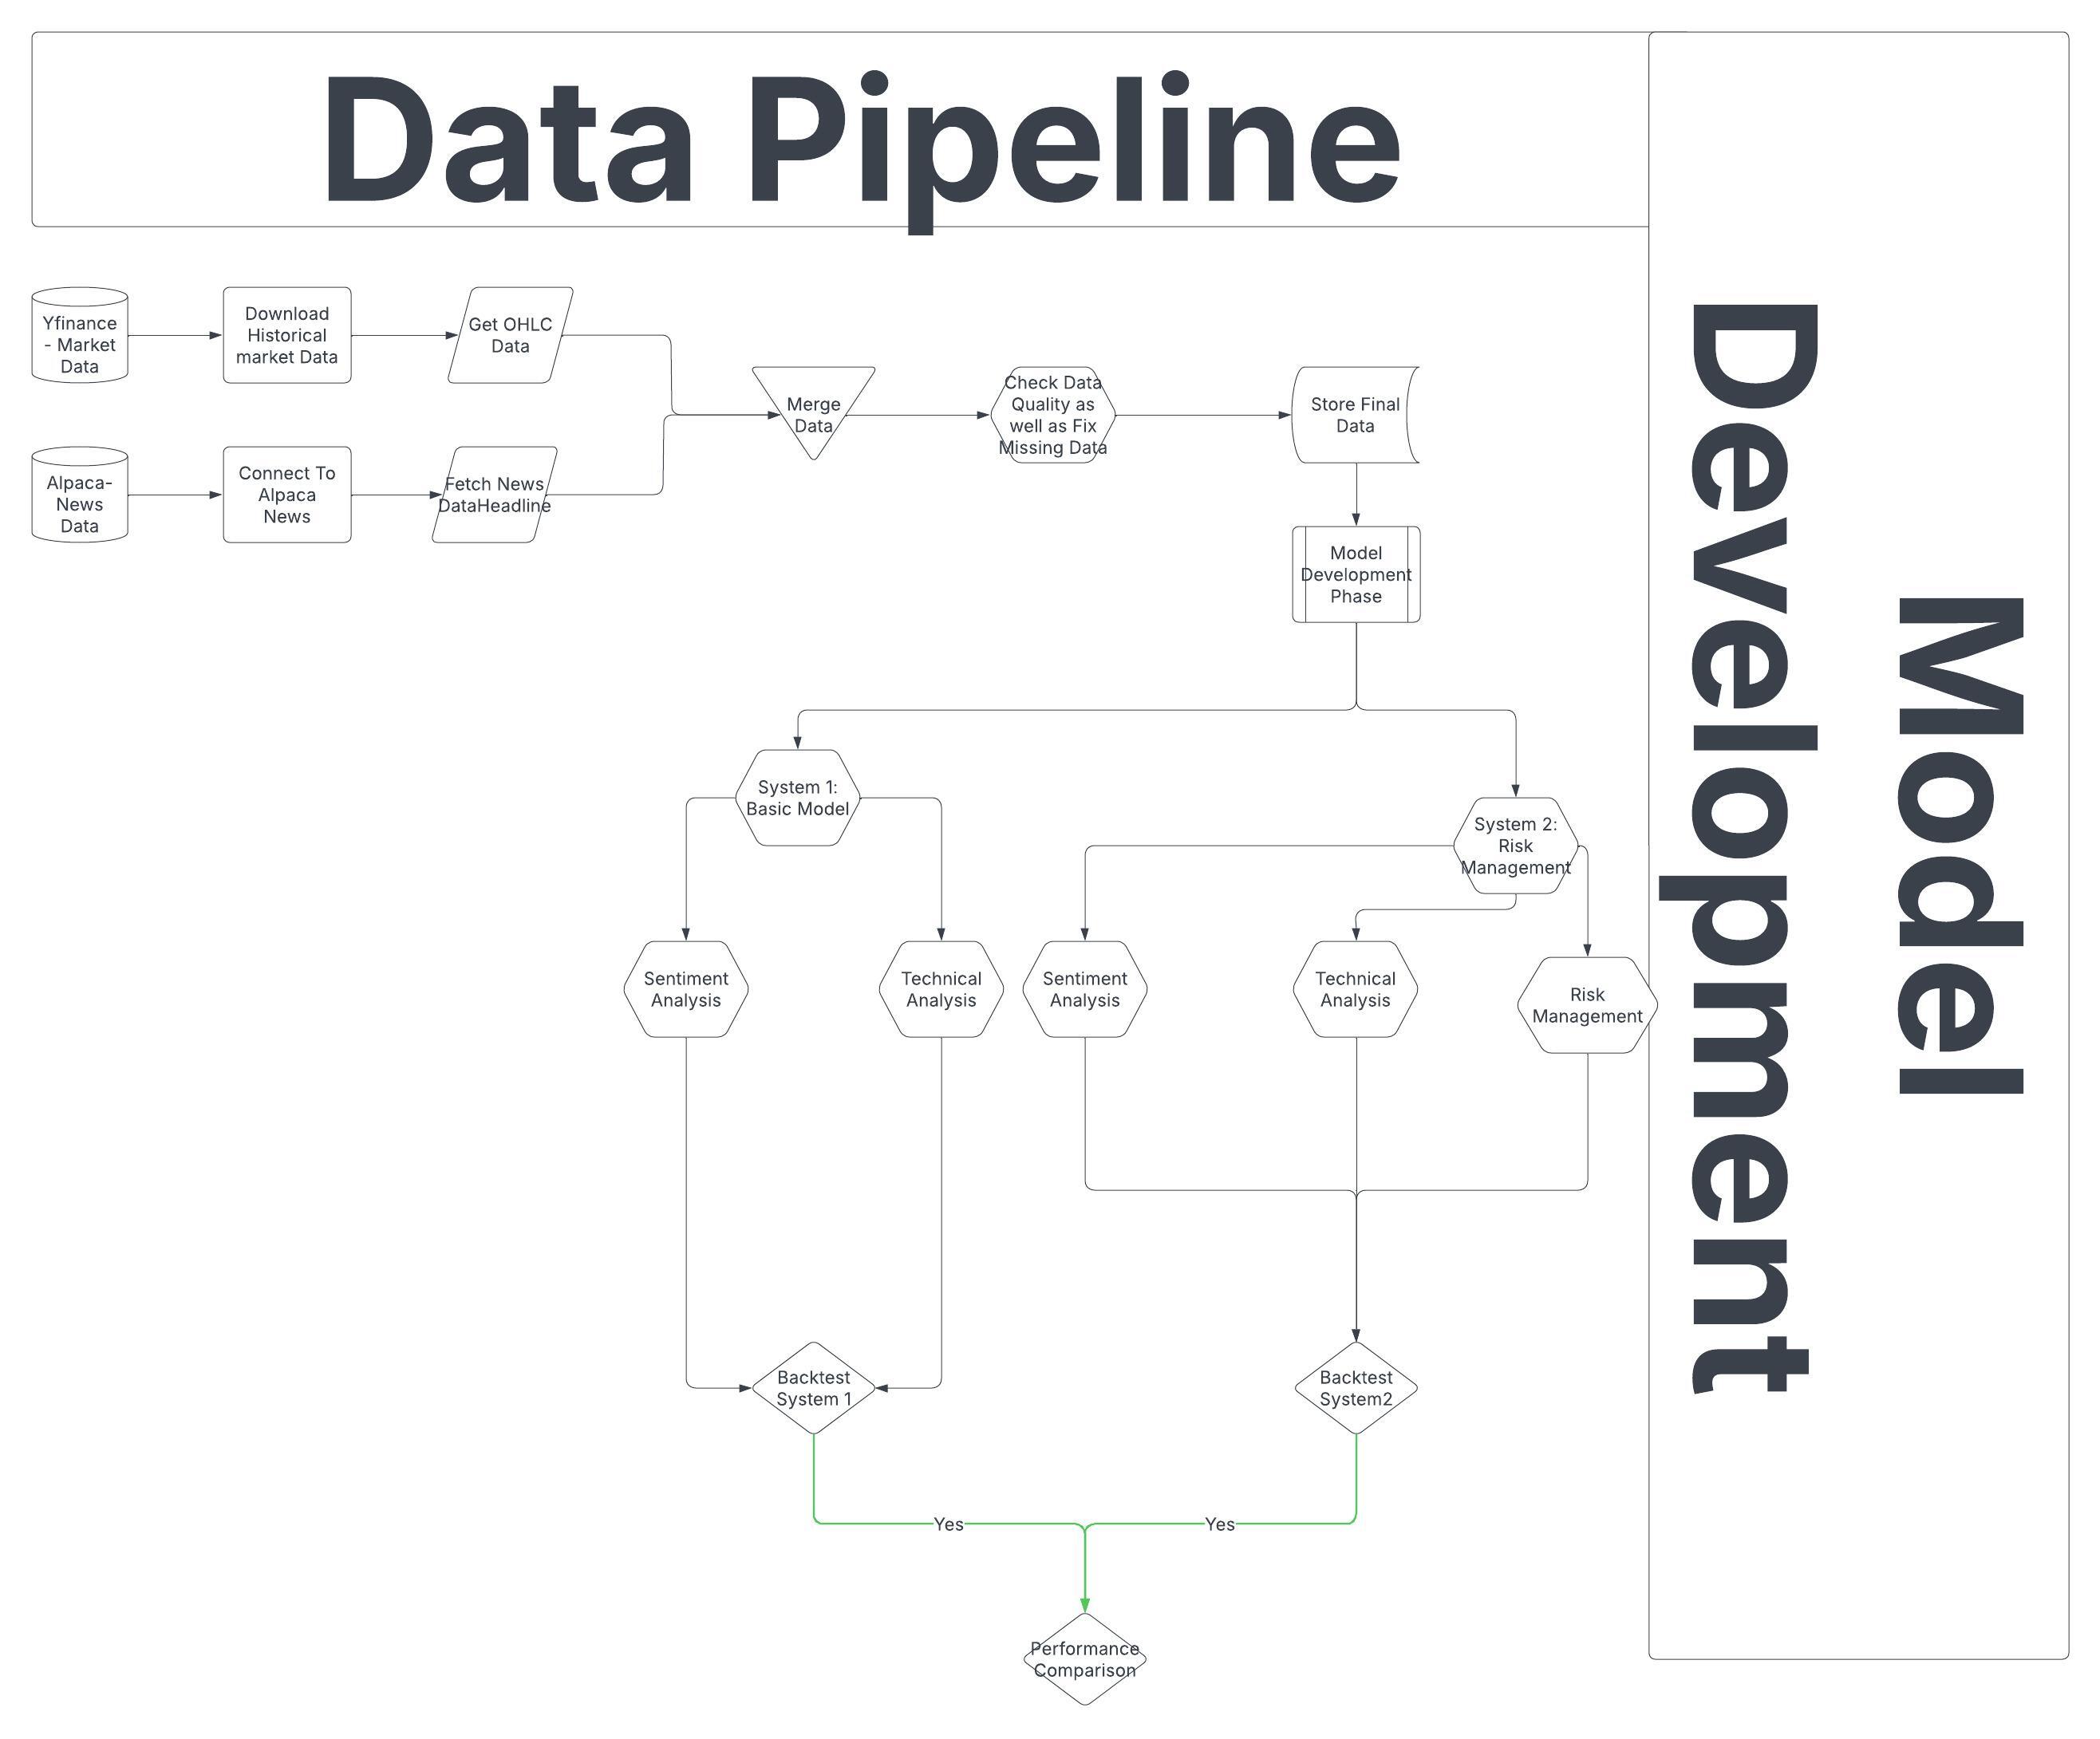 Data Pipeline
Model
Development
Yfinance
- Market
Data
Download
Historical
market Data
Get OHLC
Data
Alpaca-
News
Data
Connect To
Alpaca
News
Fetch News
DataHeadline
Merge
Data
Check Data
Quality as
well as Fix
Missing Data
Store Final
Data
Model
Development
Phase
System 1:
Basic Model
System 2:
Risk
Management
Sentiment
Analysis
Technical
Analysis
Sentiment
Analysis
Technical
Analysis
Risk
Management
Backtest
System 1
Backtest
System2
Yes
Yes
Performance
Comparison